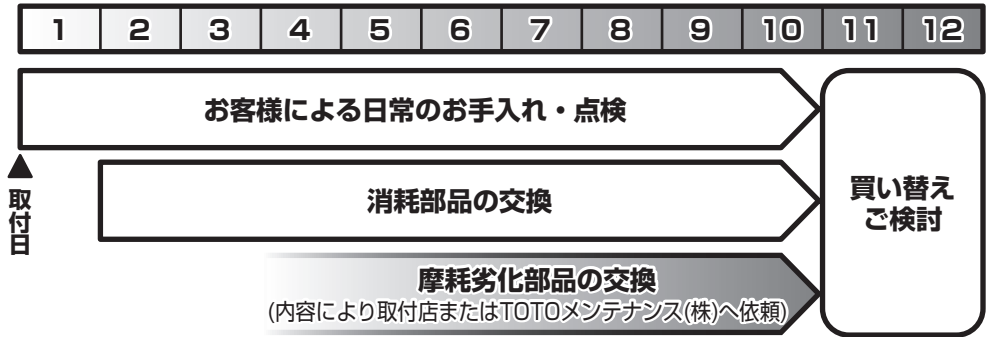 1 2 3 4 5 6 7 8 9 10 11 12
お客様による日常のお手入れ・点検
取付日
消耗部品の交換
買い替え
ご検討
摩耗劣化部品の交換
(内容により取付店またはTOTOメンテナンス(株)へ依頼)